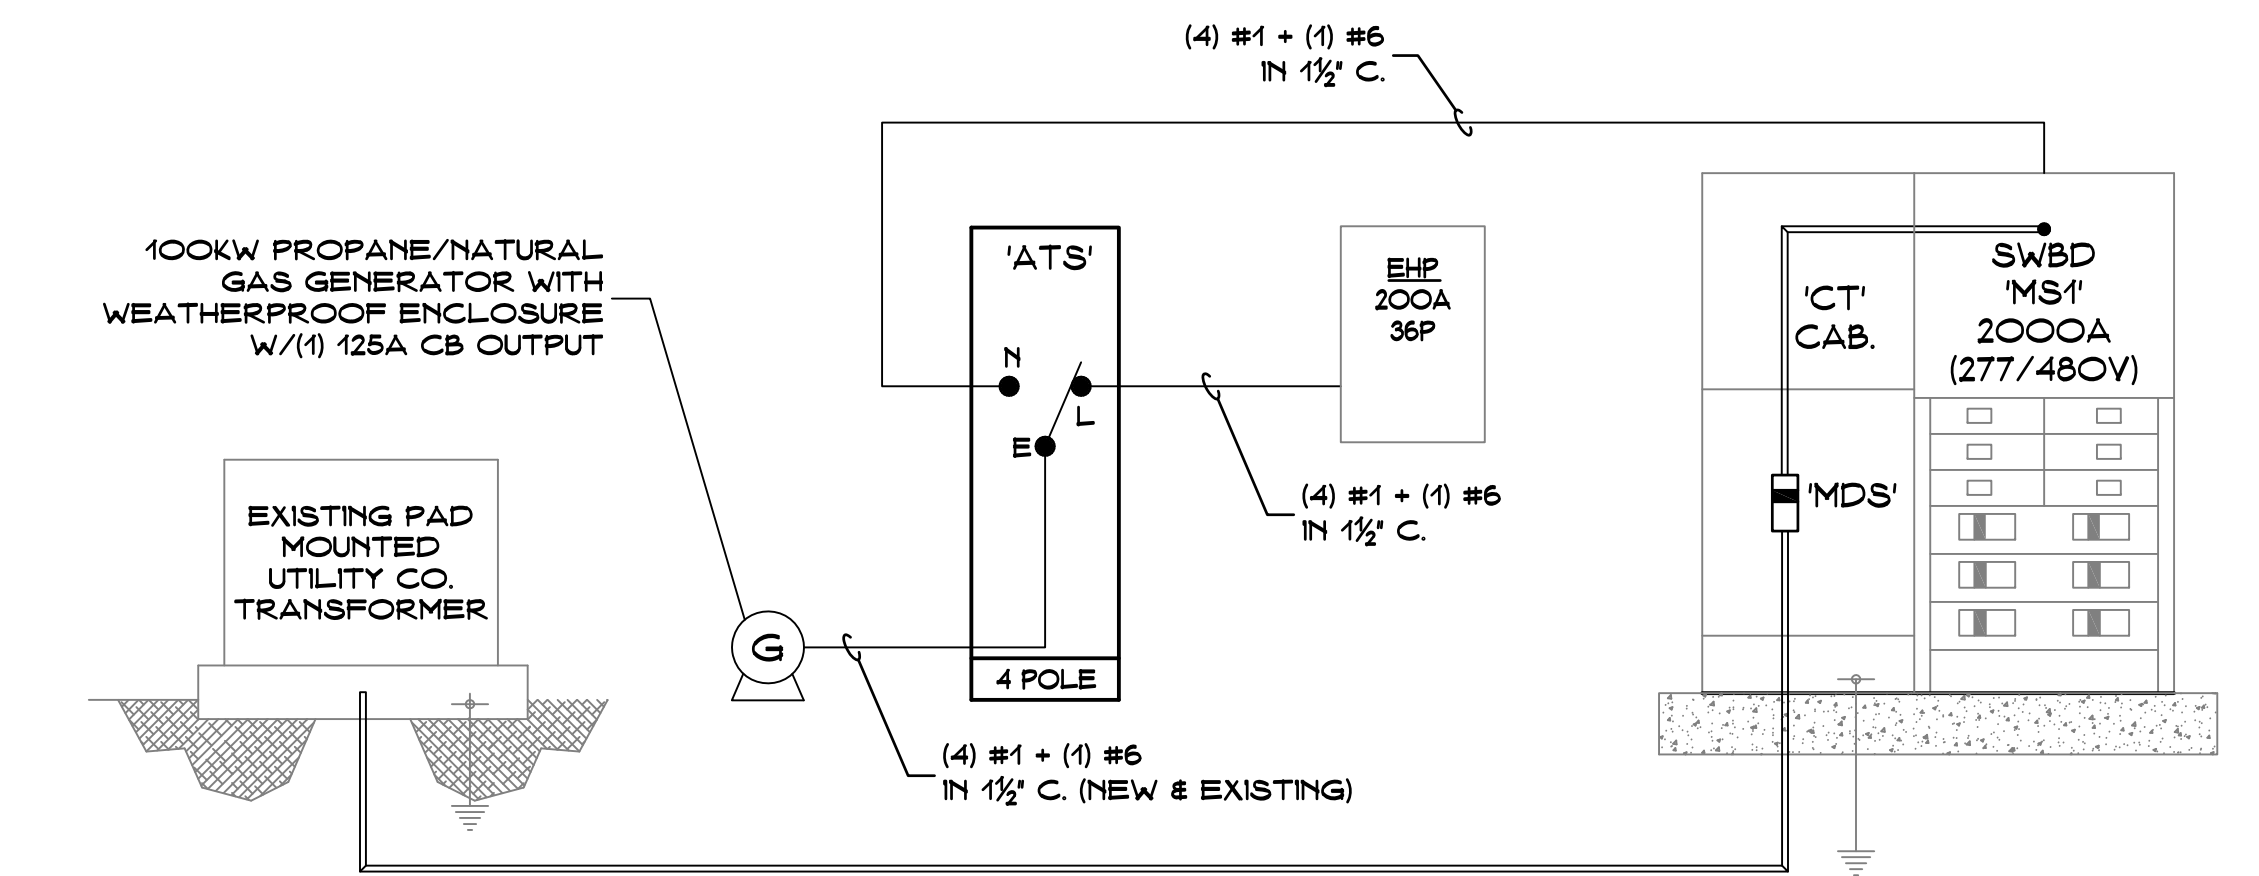 (4) #1 + (1) #6
IN 1½" C.
100KW PROPANE/NATURAL
GAS GENERATOR WITH
WEATHERPROOF ENCLOSURE
W/(1) 125A CB OUTPUT
'ATS'
N
L
E
4 POLE
EHP
200A
36P
'CT'
CAB.
SWBD
'MS1'
2000A
(277/480V)
(4) #1 + (1) #6
IN 1½" C.
'MDS'
EXISTING PAD
MOUNTED
UTILITY CO.
TRANSFORMER
G
(4) #1 + (1) #6
IN 1½" C. (NEW & EXISTING)